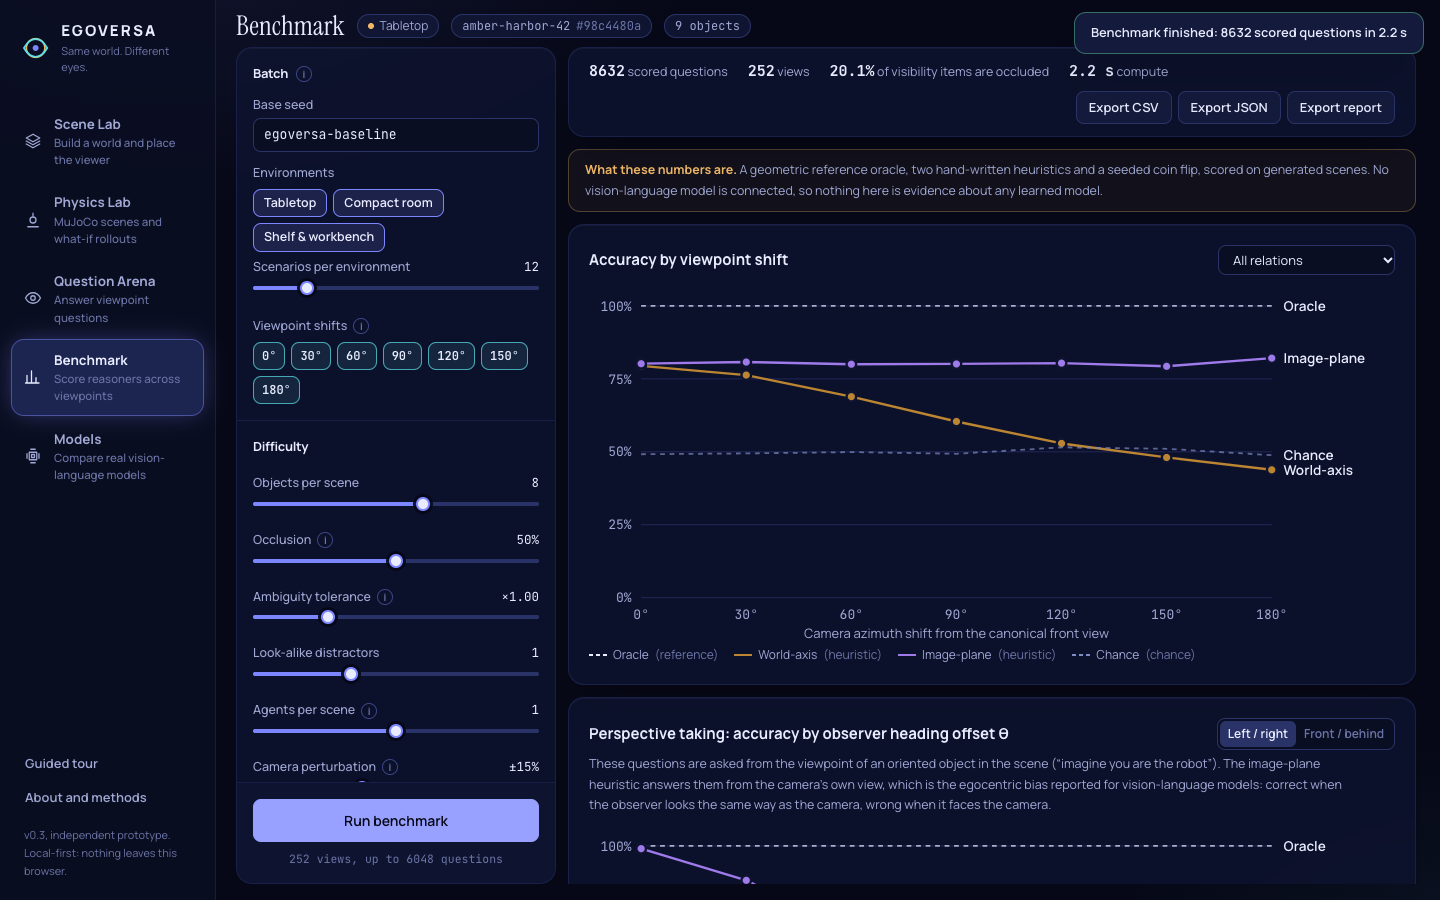 EGOVERSA
Same world. Different
eyes.
Scene Lab
Build a world and place
the viewer
Physics Lab
MuJoCo scenes and
what-if rollouts
Question Arena
Answer viewpoint
questions
Benchmark
Score reasoners across
viewpoints
Models
Compare real vision-
language models
Guided tour
About and methods
v0.3, independent prototype.
Local-first: nothing leaves this
browser.
Benchmark
Tabletop
amber-harbor-42 #98c4480a
9 objects
Benchmark finished: 8632 scored questions in 2.2 s
Batch i
Base seed
egoversa-baseline
Environments
Tabletop
Compact room
Shelf & workbench
Scenarios per environment 12
Viewpoint shifts i
0° 30° 60° 90° 120° 150°
180°
Difficulty
Objects per scene 8
Occlusion i 50%
Ambiguity tolerance i ×1.00
Look-alike distractors 1
Agents per scene i 1
Camera perturbation i ±15%
Run benchmark
252 views, up to 6048 questions
8632 scored questions 252 views 20.1% of visibility items are occluded 2.2 s compute
Export CSV Export JSON Export report
What these numbers are. A geometric reference oracle, two hand-written heuristics and a seeded coin flip, scored on generated scenes. No
vision-language model is connected, so nothing here is evidence about any learned model.
Accuracy by viewpoint shift
All relations
100% Oracle
Image-plane
75%
50% Chance
World-axis
25%
0%
0° 30° 60° 90° 120° 150° 180°
Camera azimuth shift from the canonical front view
Oracle (reference) World-axis (heuristic) Image-plane (heuristic) Chance (chance)
Perspective taking: accuracy by observer heading offset Θ
Left / right Front / behind
These questions are asked from the viewpoint of an oriented object in the scene (“imagine you are the robot”). The image-plane
heuristic answers them from the camera’s own view, which is the egocentric bias reported for vision-language models: correct when
the observer looks the same way as the camera, wrong when it faces the camera.
100% Oracle